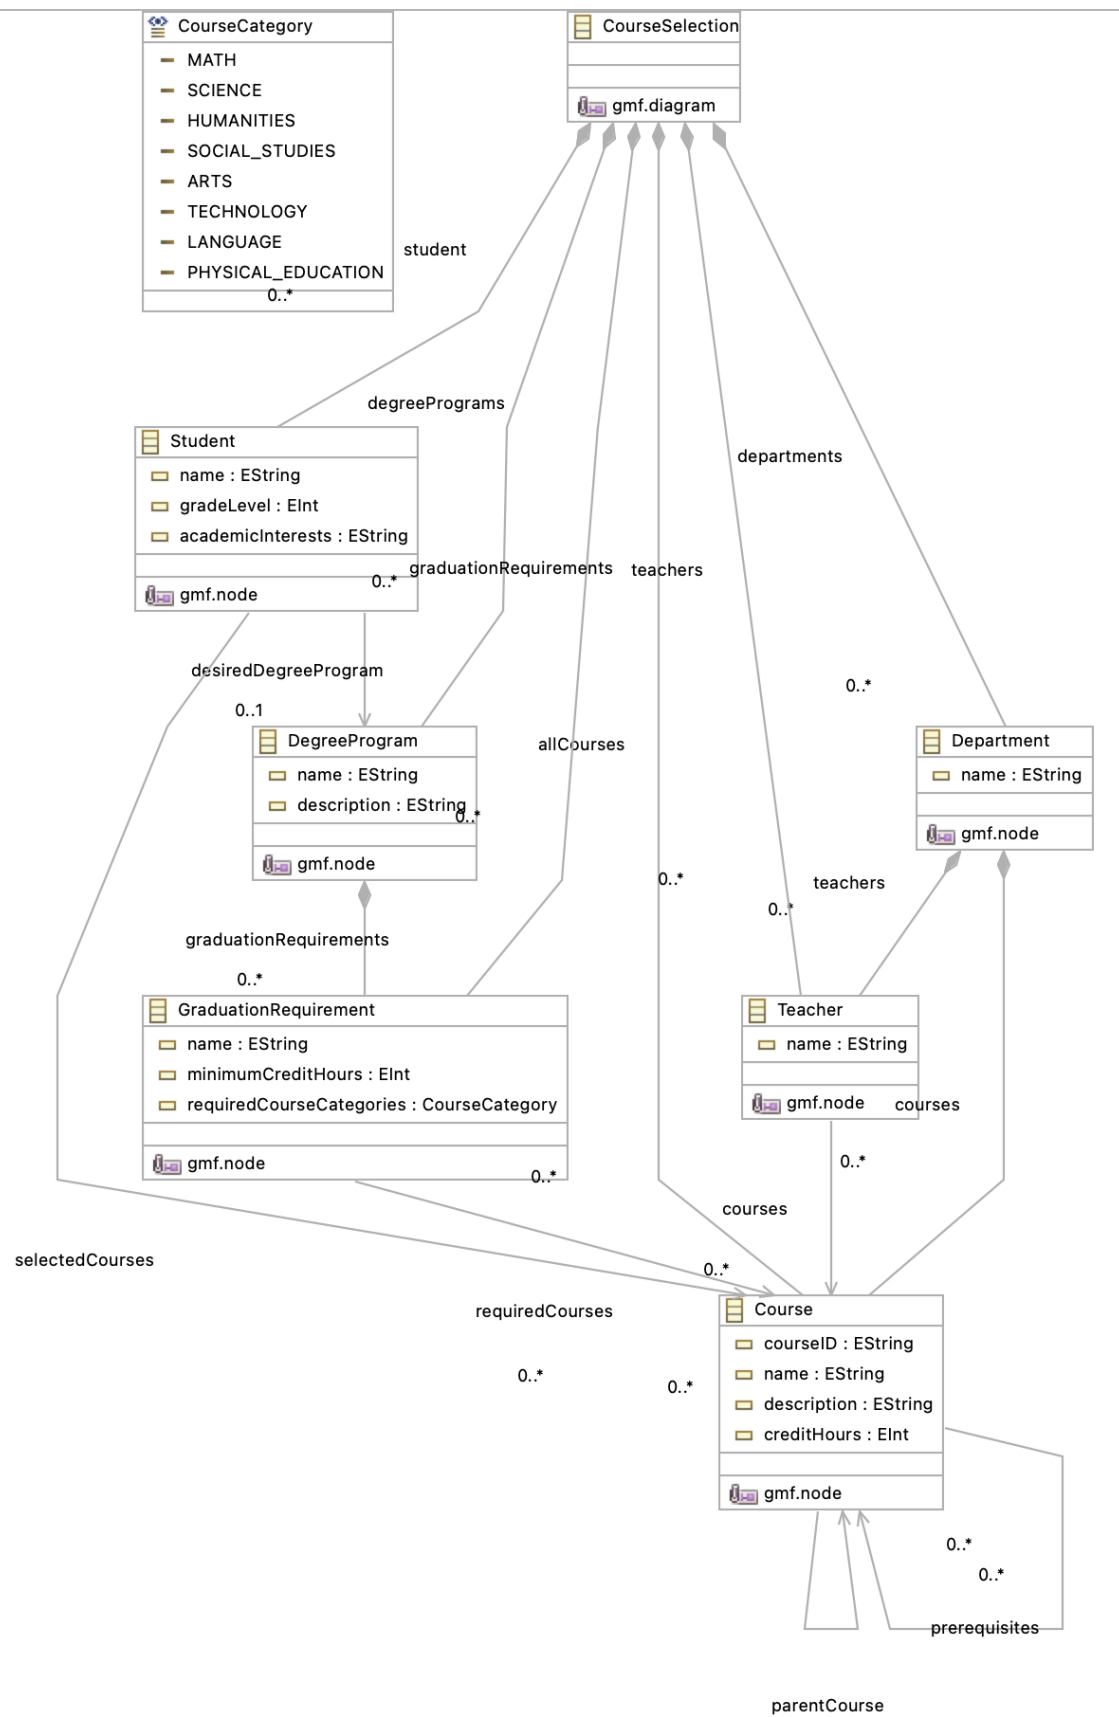 CourseCategory
MATH
SCIENCE
HUMANITIES
SOCIAL_STUDIES
ARTS
TECHNOLOGY
LANGUAGE
PHYSICAL_EDUCATION
0..*
CourseSelection
gmf.diagram
student
degreePrograms
departments
Student
name : EString
gradeLevel : EInt
academicInterests : EString
gmf.node
0..*
graduationRequirements
teachers
desiredDegreeProgram
0..1
0..*
allCourses
DegreeProgram
name : EString
description : EString
0..*
gmf.node
Department
name : EString
gmf.node
0..*
teachers
0..*
graduationRequirements
0..*
GraduationRequirement
name : EString
minimumCreditHours : EInt
requiredCourseCategories : CourseCategory
gmf.node
0..*
Teacher
name : EString
gmf.node
courses
0..*
courses
selectedCourses
0..*
requiredCourses
0..*
0..*
Course
courseID : EString
name : EString
description : EString
creditHours : EInt
gmf.node
0..*
0..*
prerequisites
parentCourse